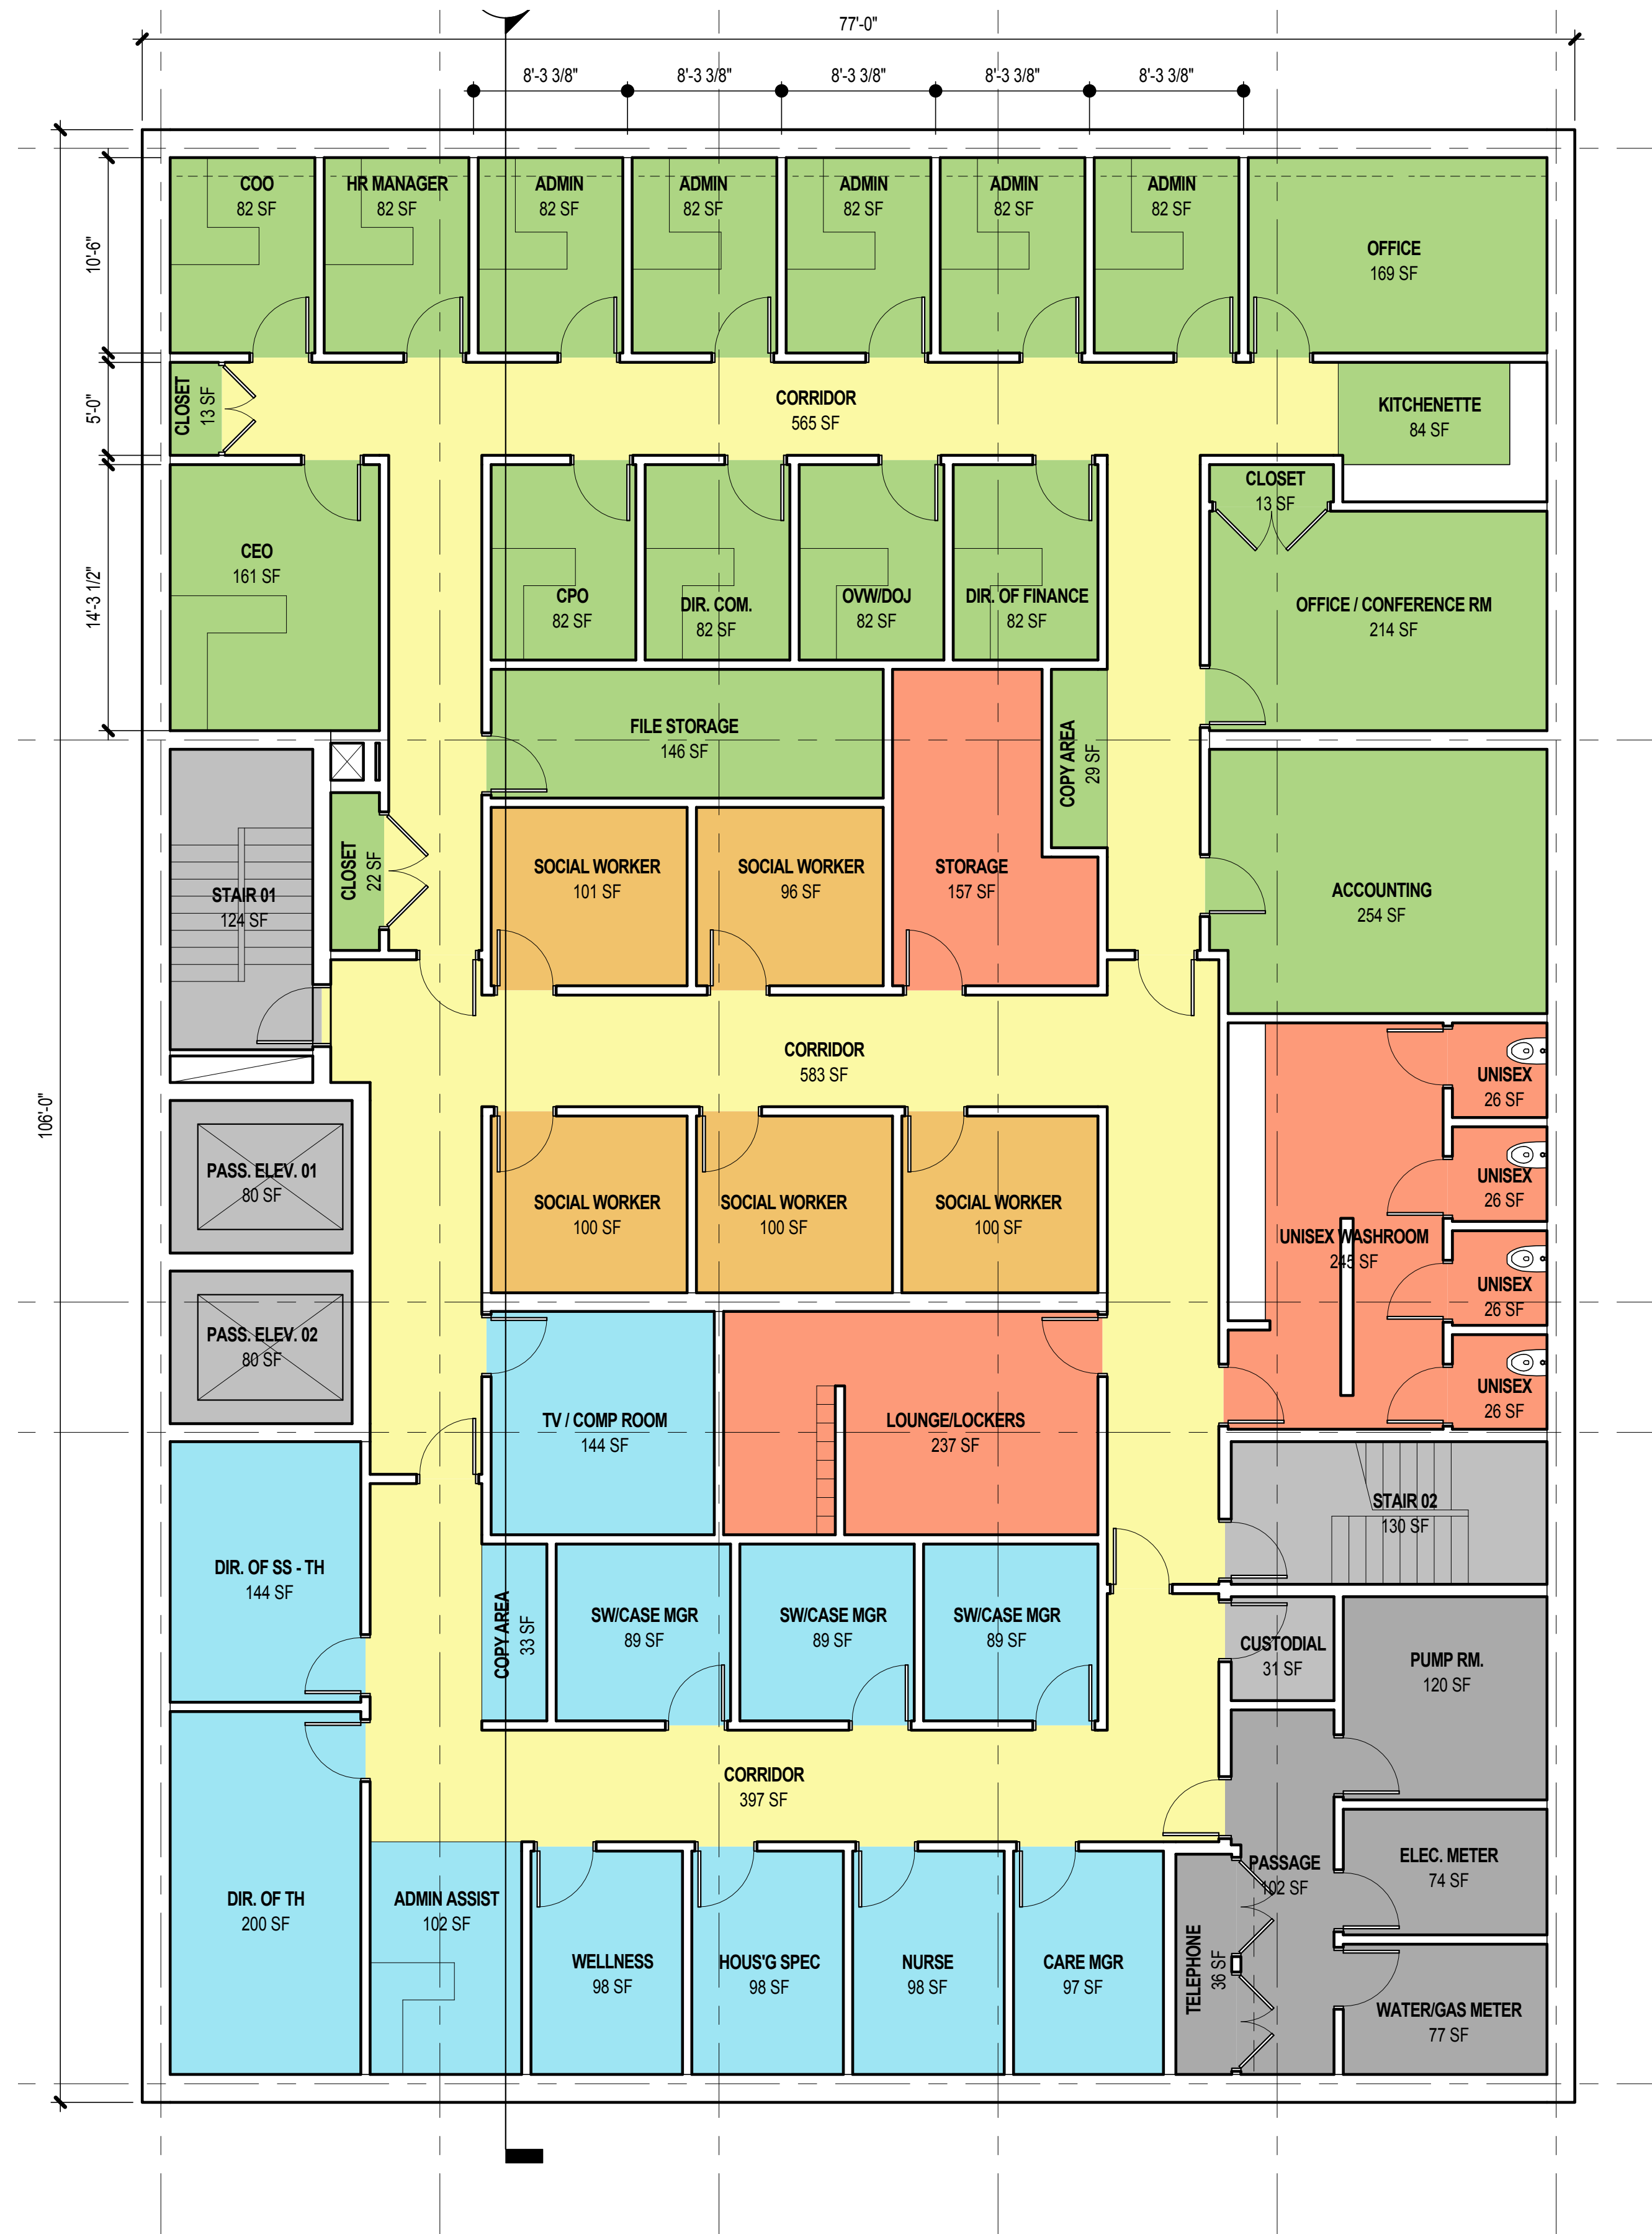 77'-0"
8'-3 3/8"
8'-3 3/8"
8'-3 3/8"
8'-3 3/8"
8'-3 3/8"
10'-6"
5'-0"
14'-3 1/2"
106'-0"
COO
82 SF
HR MANAGER
82 SF
ADMIN
82 SF
ADMIN
82 SF
ADMIN
82 SF
ADMIN
82 SF
ADMIN
82 SF
OFFICE
169 SF
CLOSET
13 SF
CORRIDOR
565 SF
KITCHENETTE
84 SF
CEO
161 SF
CPO
82 SF
DIR. COM.
82 SF
OVW/DOJ
82 SF
DIR. OF FINANCE
82 SF
CLOSET
13 SF
OFFICE / CONFERENCE RM
214 SF
FILE STORAGE
146 SF
COPY AREA
29 SF
STAIR 01
124 SF
CLOSET
22 SF
SOCIAL WORKER
101 SF
SOCIAL WORKER
96 SF
STORAGE
157 SF
ACCOUNTING
254 SF
CORRIDOR
583 SF
UNISEX
26 SF
PASS. ELEV. 01
80 SF
SOCIAL WORKER
100 SF
SOCIAL WORKER
100 SF
SOCIAL WORKER
100 SF
UNISEX
26 SF
UNISEX WASHROOM
245 SF
UNISEX
26 SF
PASS. ELEV. 02
80 SF
UNISEX
26 SF
TV / COMP ROOM
144 SF
LOUNGE/LOCKERS
237 SF
STAIR 02
130 SF
DIR. OF SS - TH
144 SF
COPY AREA
33 SF
SW/CASE MGR
89 SF
SW/CASE MGR
89 SF
SW/CASE MGR
89 SF
CUSTODIAL
31 SF
PUMP RM.
120 SF
CORRIDOR
397 SF
DIR. OF TH
200 SF
ADMIN ASSIST
102 SF
WELLNESS
98 SF
HOUS'G SPEC
98 SF
NURSE
98 SF
CARE MGR
97 SF
TELEPHONE
36 SF
PASSAGE
102 SF
ELEC. METER
74 SF
WATER/GAS METER
77 SF